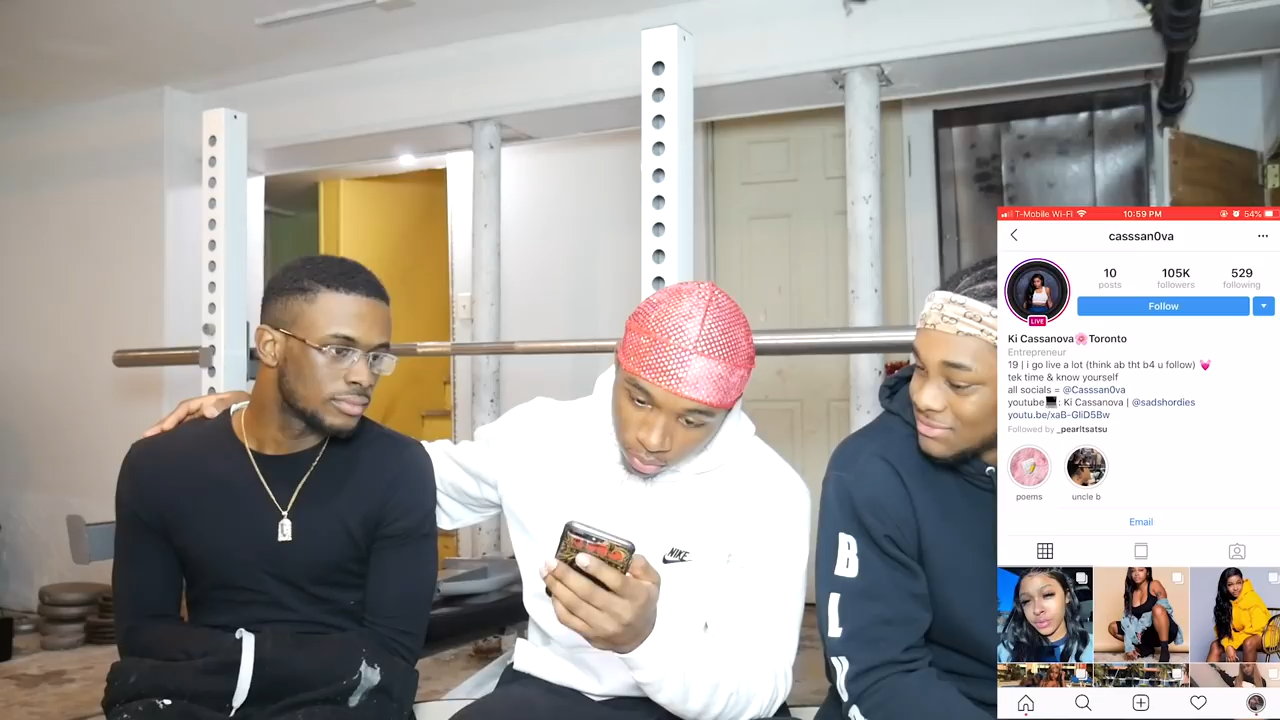 NIKE
B
L
T-Mobile Wi-Fi 10:59 PM 54%
casssan0va
10 105K 529
posts followers following
Follow
LIVE
Ki Cassanova🌸Toronto
Entrepreneur
19 | i go live a lot (think ab tht b4 u follow) 💓
tek time & know yourself
all socials = @Casssan0va
youtube💻: Ki Cassanova | @sadshordies
youtu.be/xaB-GIiD5Bw
Followed by _pearltsatsu
poems uncle b
Email